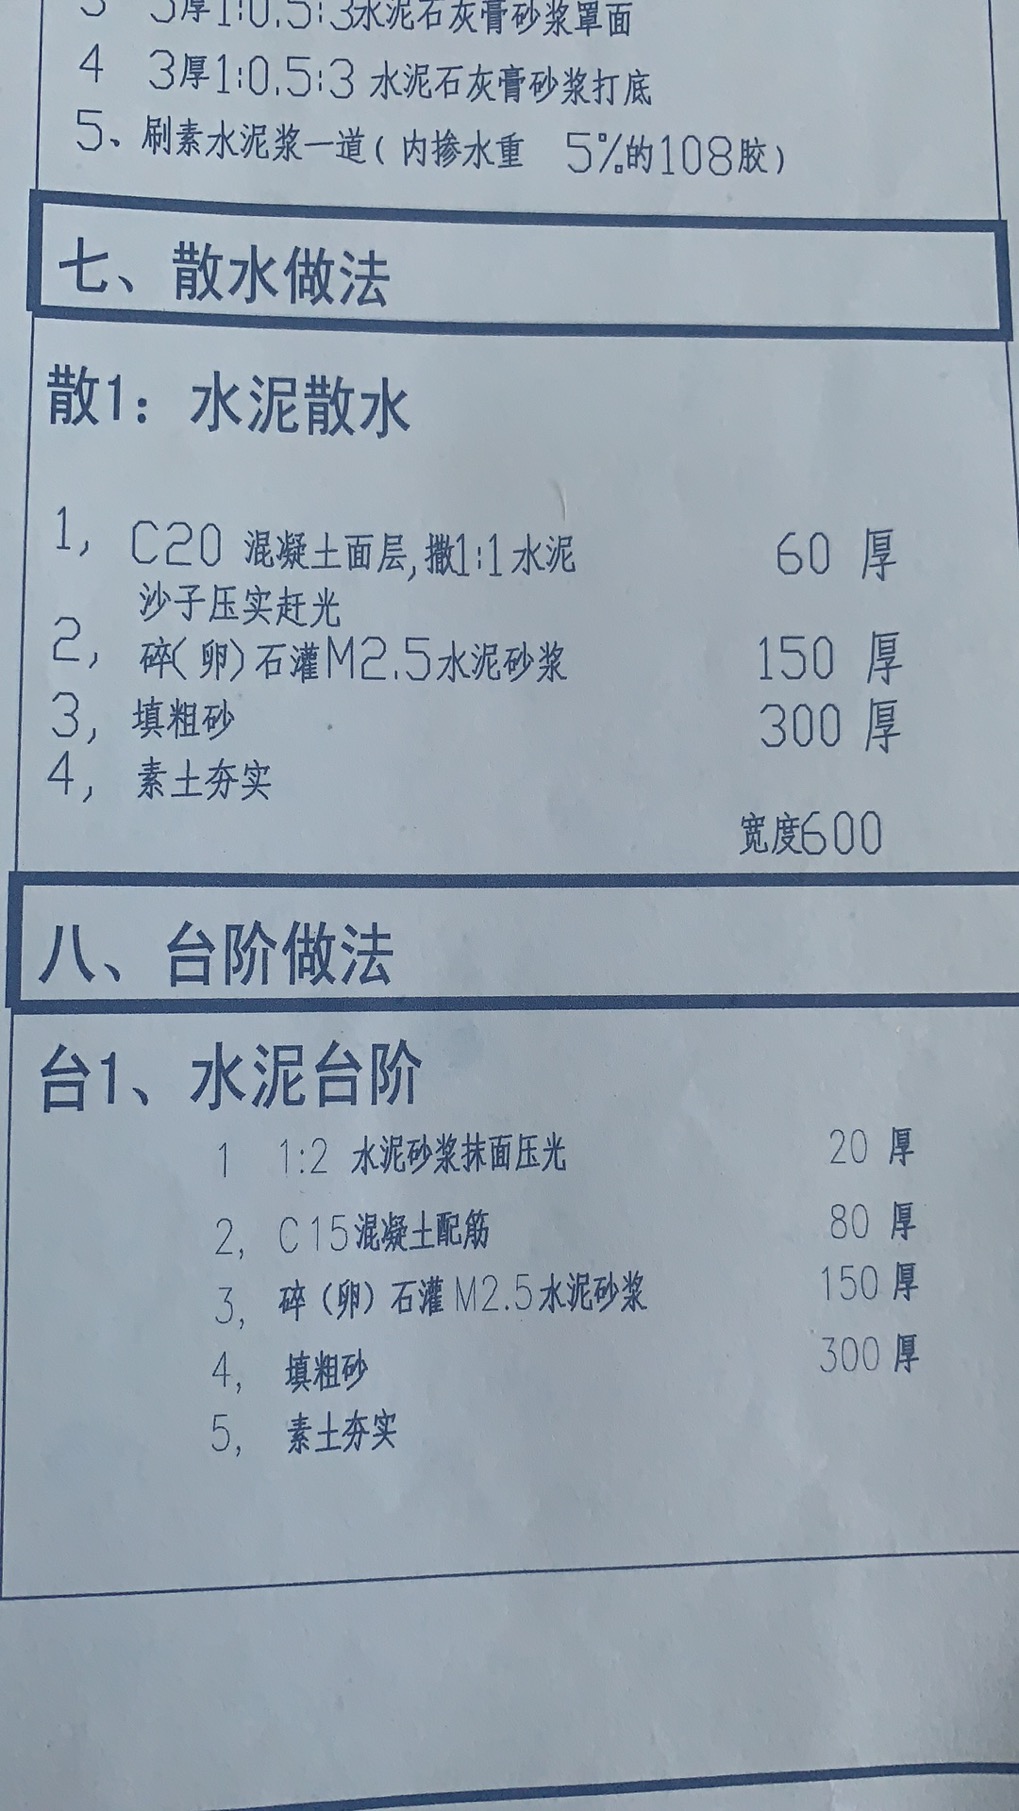 3 3厚1:0.5:3水泥石灰膏砂浆罩面
4 3厚1:0.5:3 水泥石灰膏砂浆打底
5、刷素水泥浆一道(内掺水重 5%的108胶)
七、散水做法
散1:水泥散水
1, C20 混凝土面层,撒1:1水泥 60 厚
沙子压实赶光
2, 碎(卵)石灌M2.5水泥砂浆 150 厚
3, 填粗砂 300 厚
4, 素土夯实
宽度600
八、台阶做法
台1、水泥台阶
1 1:2 水泥砂浆抹面压光 20 厚
2, C15混凝土配筋 80 厚
3, 碎(卵)石灌 M2.5水泥砂浆 150 厚
4, 填粗砂 300 厚
5, 素土夯实